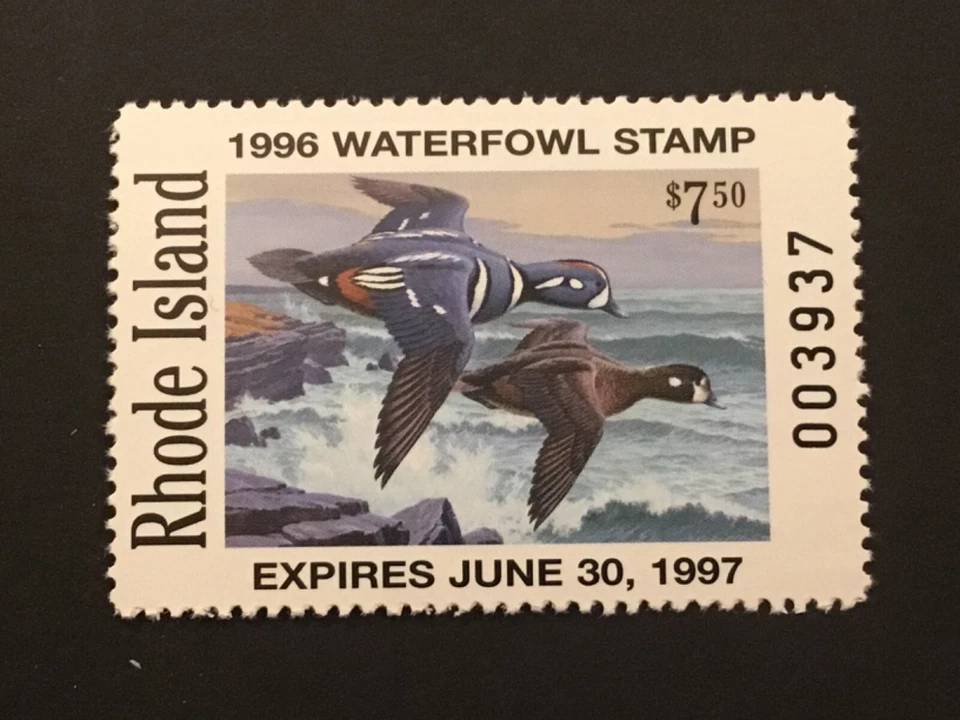 1996 WATERFOWL STAMP
Rhode Island
$7.50
003937
EXPIRES JUNE 30, 1997